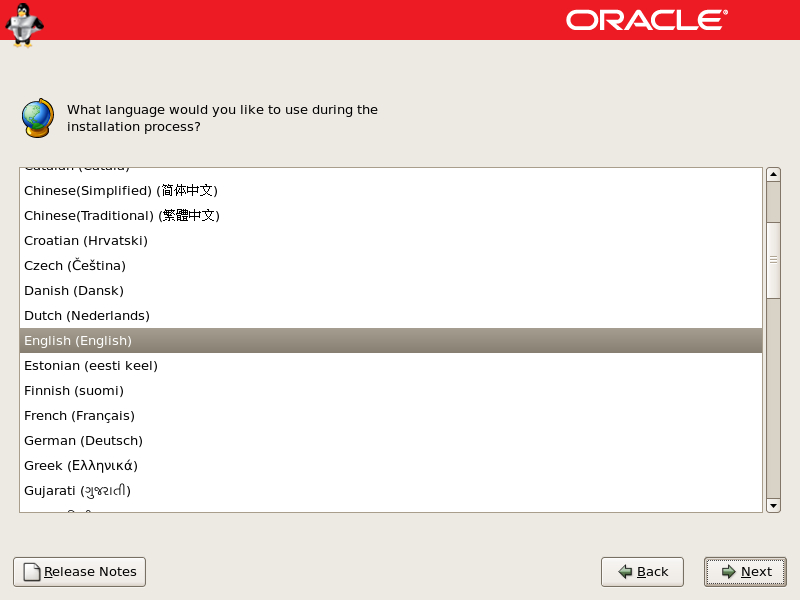 ORACLE®
What language would you like to use during the
installation process?
Catalan (Català)
Chinese(Simplified) (简体中文)
Chinese(Traditional) (繁體中文)
Croatian (Hrvatski)
Czech (Čeština)
Danish (Dansk)
Dutch (Nederlands)
English (English)
Estonian (eesti keel)
Finnish (suomi)
French (Français)
German (Deutsch)
Greek (Ελληνικά)
Gujarati (ગુજરાતી)
Release Notes
Back
Next